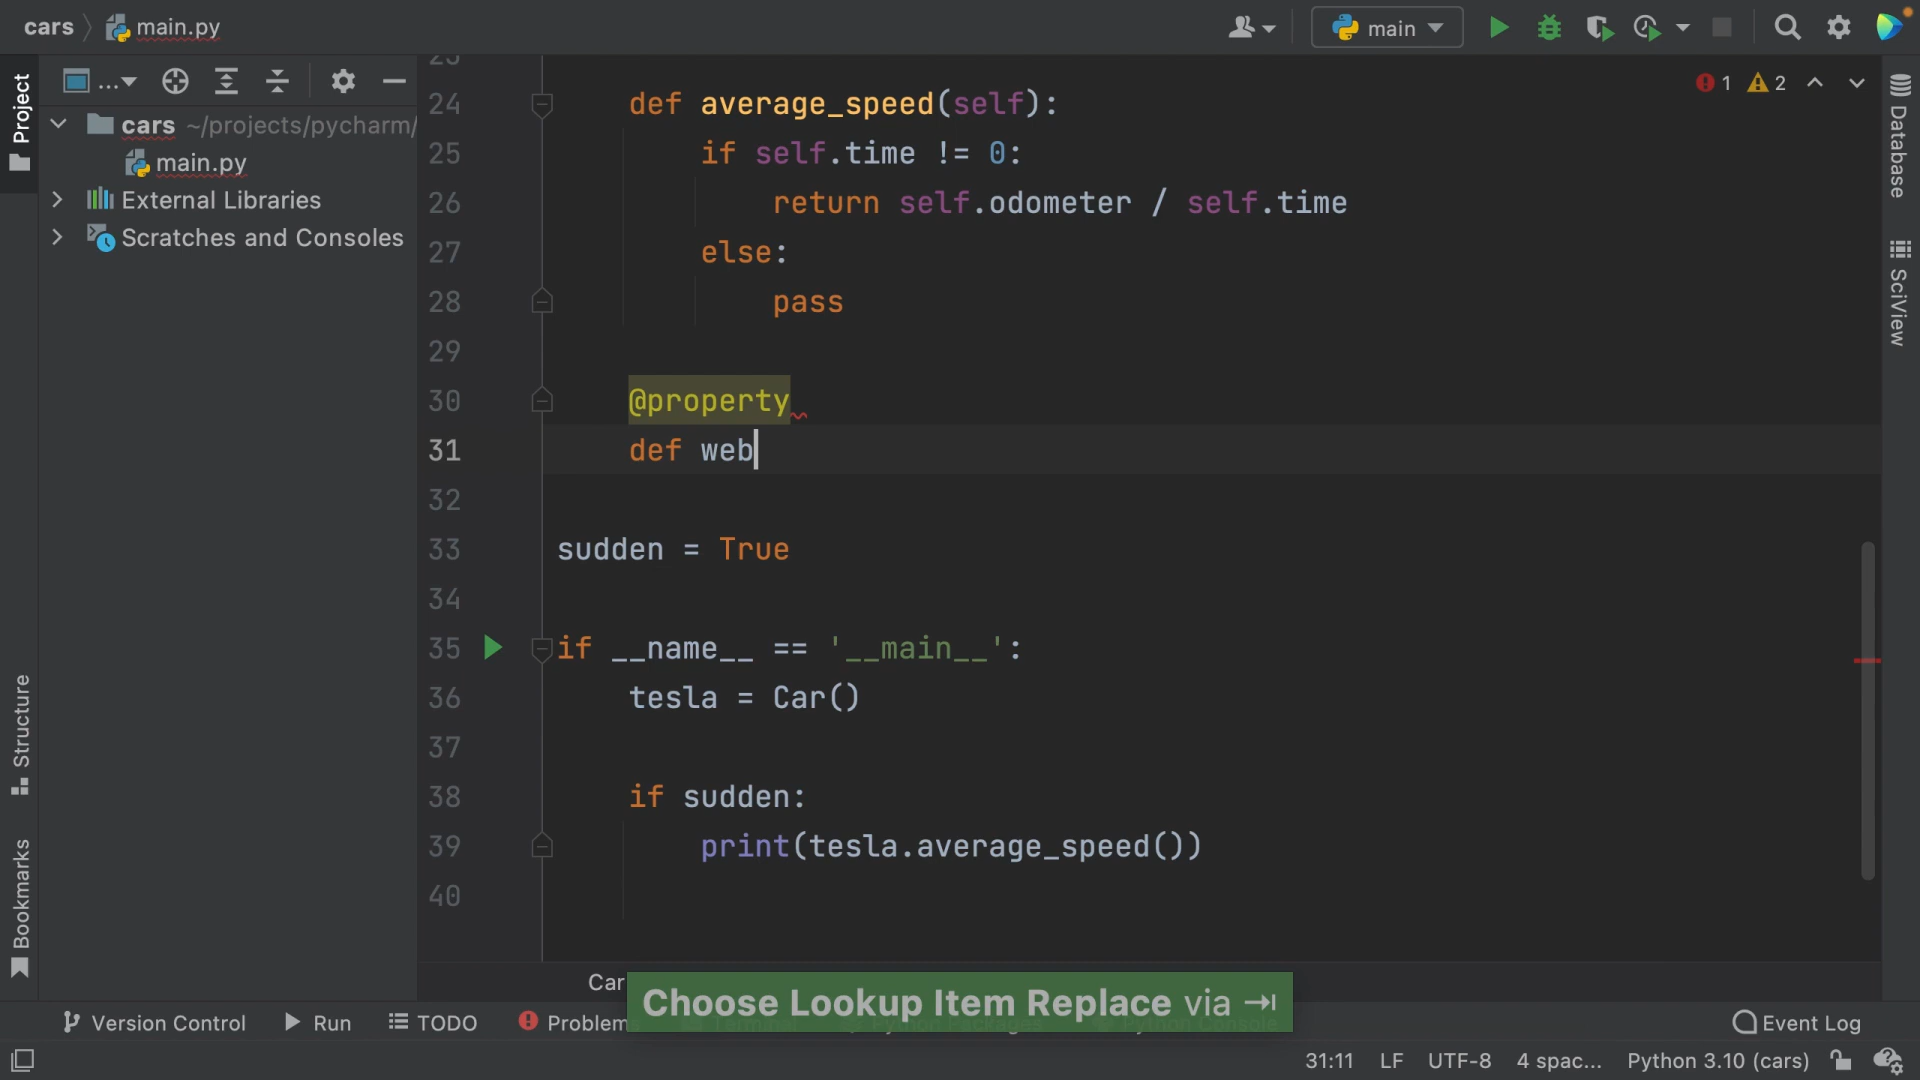 cars main.py
main
Project
...
cars ~/projects/pycharm/
main.py
External Libraries
Scratches and Consoles
Structure
Bookmarks
1 2
24 def average_speed(self):
25 if self.time != 0:
26 return self.odometer / self.time
27 else:
28 pass
29
30 @property
31 def web
32
33 sudden = True
34
35 if __name__ == '__main__':
36 tesla = Car()
37
38 if sudden:
39 print(tesla.average_speed())
40
Database
SciView
Car
Choose Lookup Item Replace via ⇥
Version Control Run TODO Problems Event Log
31:11 LF UTF-8 4 spac... Python 3.10 (cars)